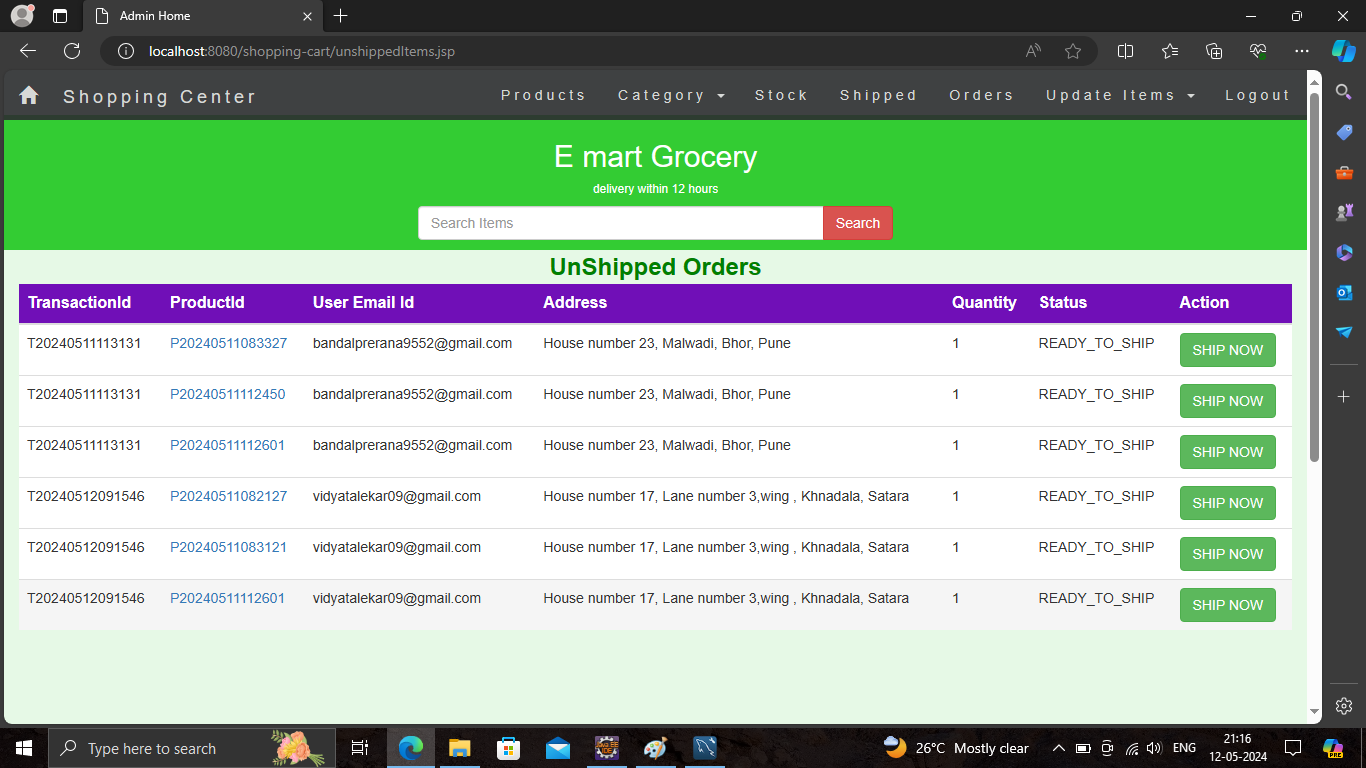 Admin Home
localhost:8080/shopping-cart/unshippedItems.jsp
Shopping Center Products Category Stock Shipped Orders Update Items Logout
E mart Grocery
delivery within 12 hours
Search Items Search
UnShipped Orders
TransactionId ProductId User Email Id Address Quantity Status Action
T20240511113131 P20240511083327 bandalprerana9552@gmail.com House number 23, Malwadi, Bhor, Pune 1 READY_TO_SHIP SHIP NOW
T20240511113131 P20240511112450 bandalprerana9552@gmail.com House number 23, Malwadi, Bhor, Pune 1 READY_TO_SHIP SHIP NOW
T20240511113131 P20240511112601 bandalprerana9552@gmail.com House number 23, Malwadi, Bhor, Pune 1 READY_TO_SHIP SHIP NOW
T20240512091546 P20240511082127 vidyatalekar09@gmail.com House number 17, Lane number 3,wing , Khnadala, Satara 1 READY_TO_SHIP SHIP NOW
T20240512091546 P20240511083121 vidyatalekar09@gmail.com House number 17, Lane number 3,wing , Khnadala, Satara 1 READY_TO_SHIP SHIP NOW
T20240512091546 P20240511112601 vidyatalekar09@gmail.com House number 17, Lane number 3,wing , Khnadala, Satara 1 READY_TO_SHIP SHIP NOW
Type here to search 26°C Mostly clear ENG 21:16
12-05-2024